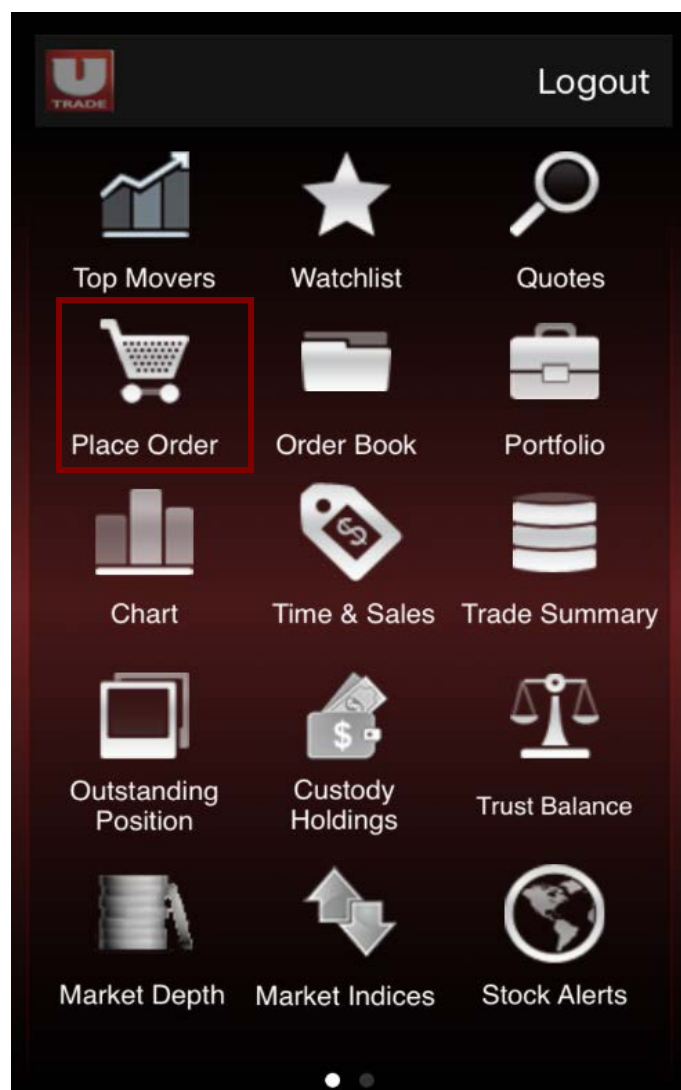 U
TRADE
Logout
Top Movers
Watchlist
Quotes
Place Order
Order Book
Portfolio
$
Chart
Time & Sales
Trade Summary
$
Outstanding
Position
Custody
Holdings
Trust Balance
Market Depth
Market Indices
Stock Alerts